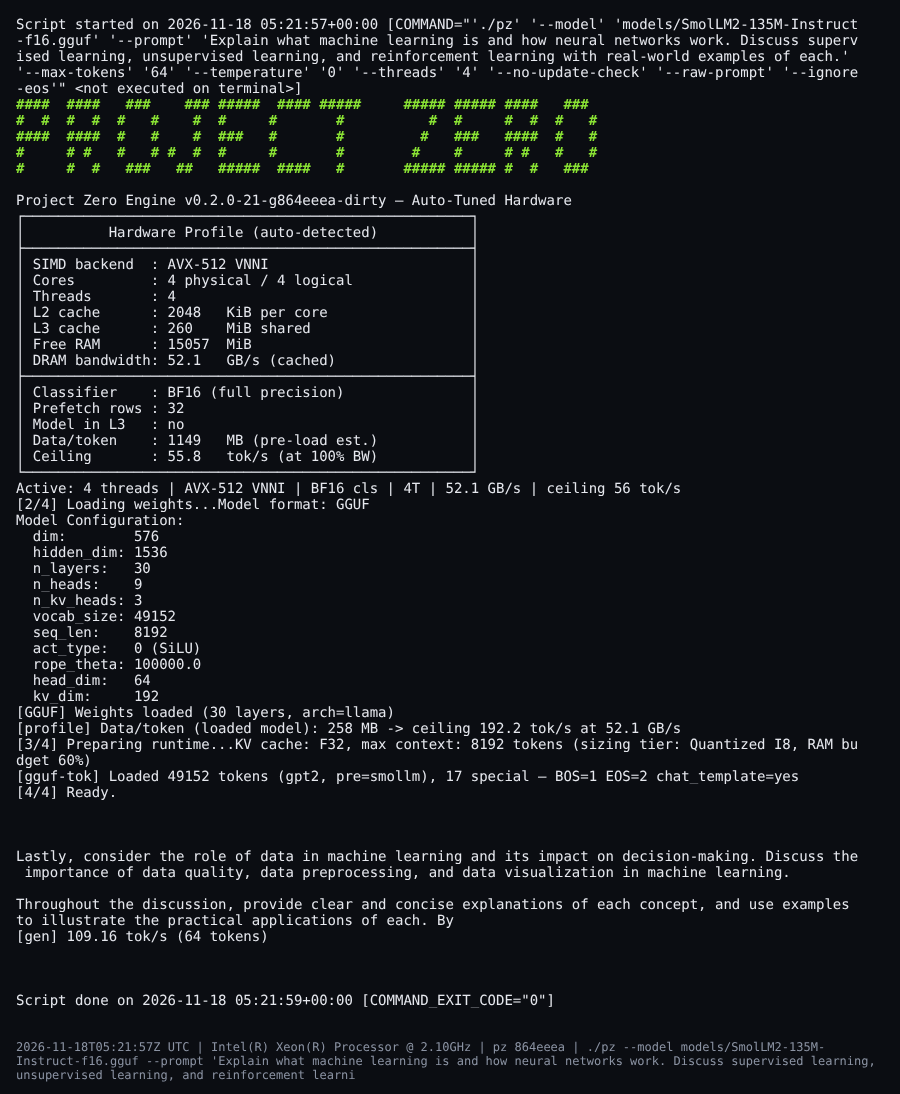 Script started on 2026-11-18 05:21:57+00:00 [COMMAND="'./pz' '--model' 'models/SmolLM2-135M-Instruct
-f16.gguf' '--prompt' 'Explain what machine learning is and how neural networks work. Discuss superv
ised learning, unsupervised learning, and reinforcement learning with real-world examples of each.'
'--max-tokens' '64' '--temperature' '0' '--threads' '4' '--no-update-check' '--raw-prompt' '--ignore
-eos'" <not executed on terminal>]
PROJECT ZERO
Project Zero Engine v0.2.0-21-g864eeea-dirty — Auto-Tuned Hardware
Hardware Profile (auto-detected)
SIMD backend : AVX-512 VNNI
Cores : 4 physical / 4 logical
Threads : 4
L2 cache : 2048 KiB per core
L3 cache : 260 MiB shared
Free RAM : 15057 MiB
DRAM bandwidth: 52.1 GB/s (cached)
Classifier : BF16 (full precision)
Prefetch rows : 32
Model in L3 : no
Data/token : 1149 MB (pre-load est.)
Ceiling : 55.8 tok/s (at 100% BW)
Active: 4 threads | AVX-512 VNNI | BF16 cls | 4T | 52.1 GB/s | ceiling 56 tok/s
[2/4] Loading weights...Model format: GGUF
Model Configuration:
dim: 576
hidden_dim: 1536
n_layers: 30
n_heads: 9
n_kv_heads: 3
vocab_size: 49152
seq_len: 8192
act_type: 0 (SiLU)
rope_theta: 100000.0
head_dim: 64
kv_dim: 192
[GGUF] Weights loaded (30 layers, arch=llama)
[profile] Data/token (loaded model): 258 MB -> ceiling 192.2 tok/s at 52.1 GB/s
[3/4] Preparing runtime...KV cache: F32, max context: 8192 tokens (sizing tier: Quantized I8, RAM bu
dget 60%)
[gguf-tok] Loaded 49152 tokens (gpt2, pre=smollm), 17 special — BOS=1 EOS=2 chat_template=yes
[4/4] Ready.
Lastly, consider the role of data in machine learning and its impact on decision-making. Discuss the
importance of data quality, data preprocessing, and data visualization in machine learning.
Throughout the discussion, provide clear and concise explanations of each concept, and use examples
to illustrate the practical applications of each. By
[gen] 109.16 tok/s (64 tokens)
Script done on 2026-11-18 05:21:59+00:00 [COMMAND_EXIT_CODE="0"]
2026-11-18T05:21:57Z UTC | Intel(R) Xeon(R) Processor @ 2.10GHz | pz 864eeea | ./pz --model models/SmolLM2-135M-
Instruct-f16.gguf --prompt 'Explain what machine learning is and how neural networks work. Discuss supervised learning,
unsupervised learning, and reinforcement learni